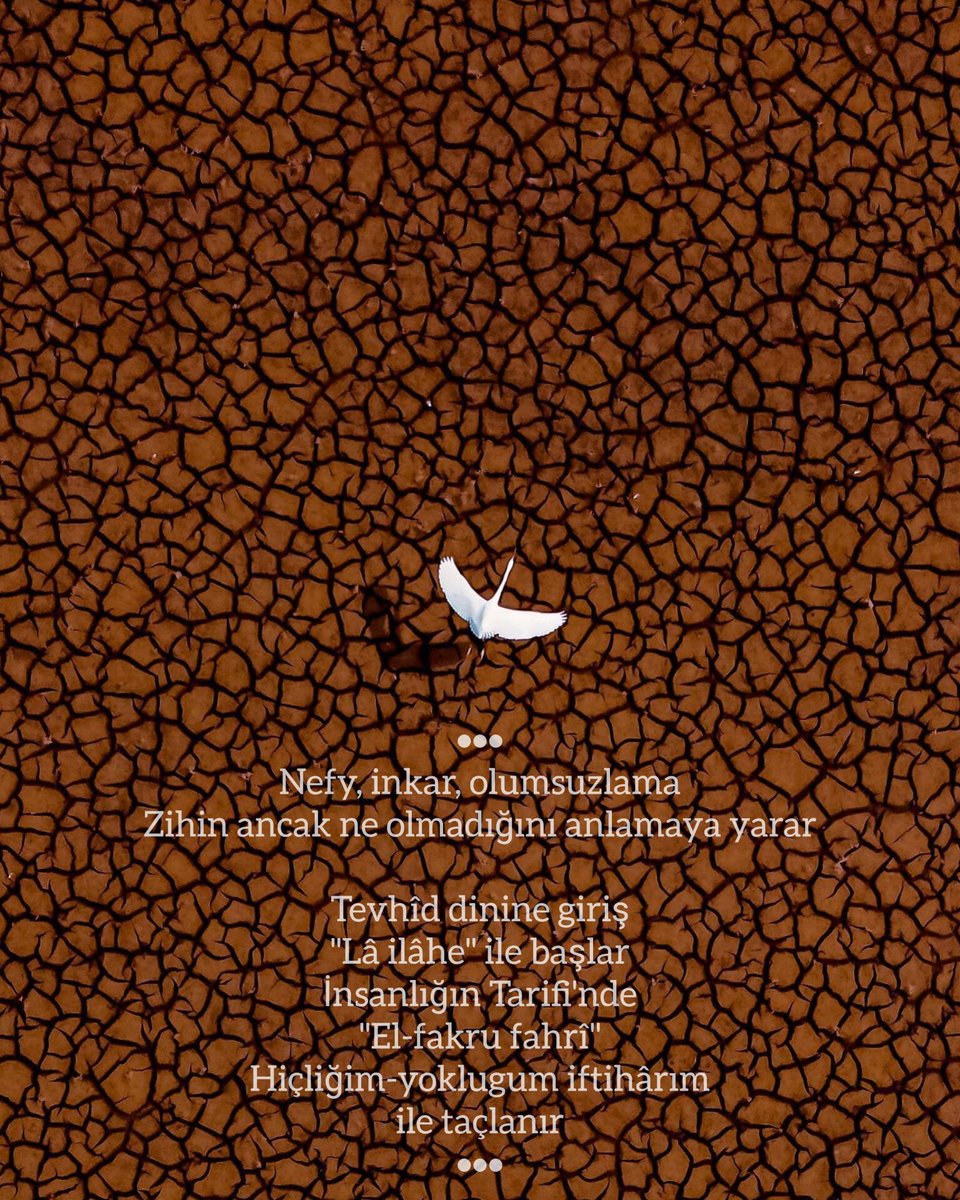 •••
Nefy, inkar, olumsuzlama
Zihin ancak ne olmadığını anlamaya yarar
Tevhîd dinine giriş
"Lâ ilâhe" ile başlar
İnsanlığın Tarifi'nde
"El-fakru fahrî"
Hiçliğim-yoklugum iftihârım
ile taçlanır
•••